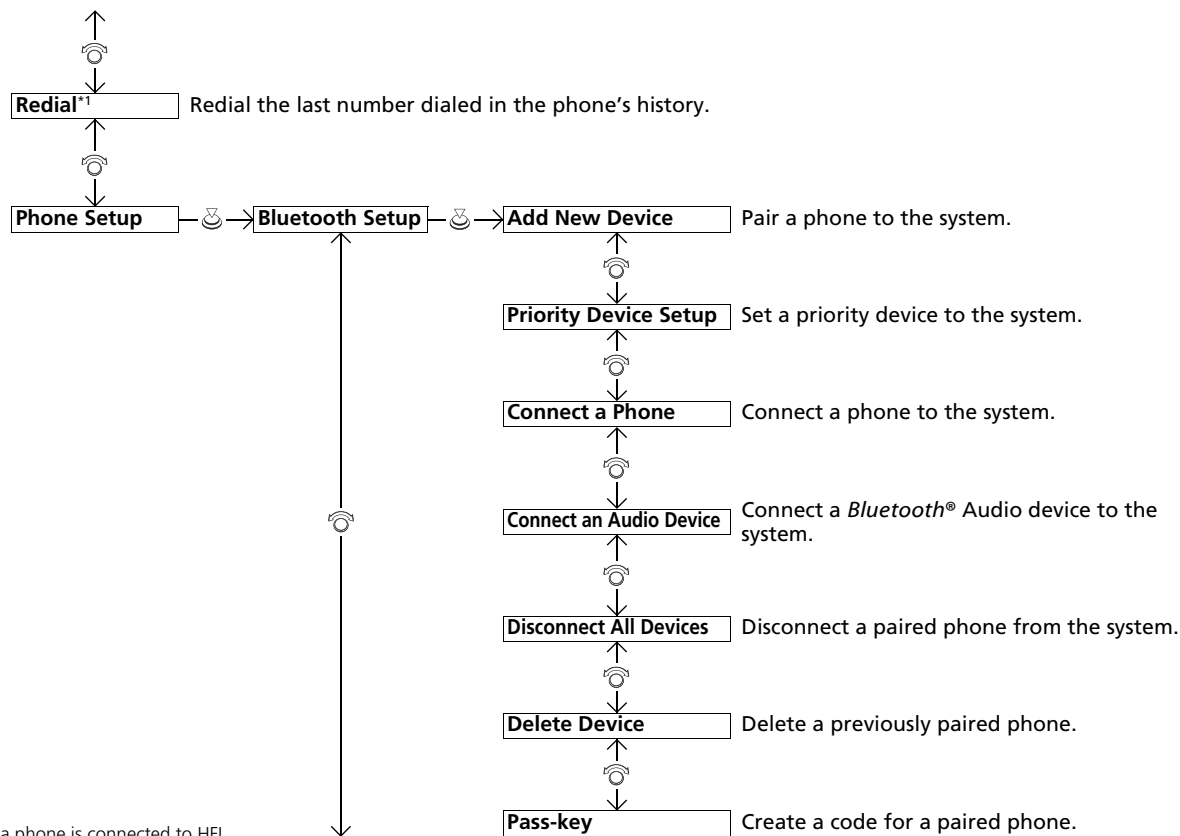 Redial*1 Redial the last number dialed in the phone's history.
Phone Setup Bluetooth Setup Add New Device Pair a phone to the system.
Priority Device Setup Set a priority device to the system.
Connect a Phone Connect a phone to the system.
Connect an Audio Device Connect a Bluetooth® Audio device to the
system.
Disconnect All Devices Disconnect a paired phone from the system.
Delete Device Delete a previously paired phone.
Pass-key Create a code for a paired phone.
a phone is connected to HFL